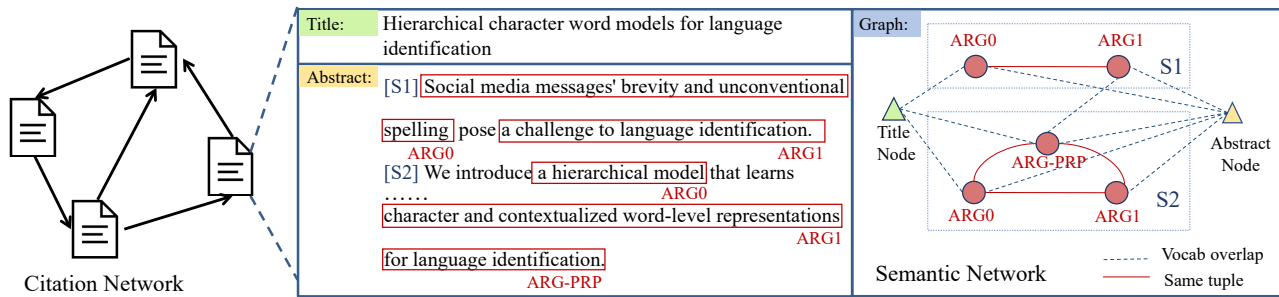 Citation Network
Title:
Hierarchical character word models for language
identification
Abstract:
[S1] Social media messages' brevity and unconventional
spelling pose a challenge to language identification.
ARG0
ARG1
[S2] We introduce a hierarchical model that learns
ARG0
......
character and contextualized word-level representations
ARG1
for language identification.
ARG-PRP
Graph:
ARG0
ARG1
S1
Title
Node
ARG-PRP
Abstract
Node
ARG0
ARG1
S2
Semantic Network
Vocab overlap
Same tuple